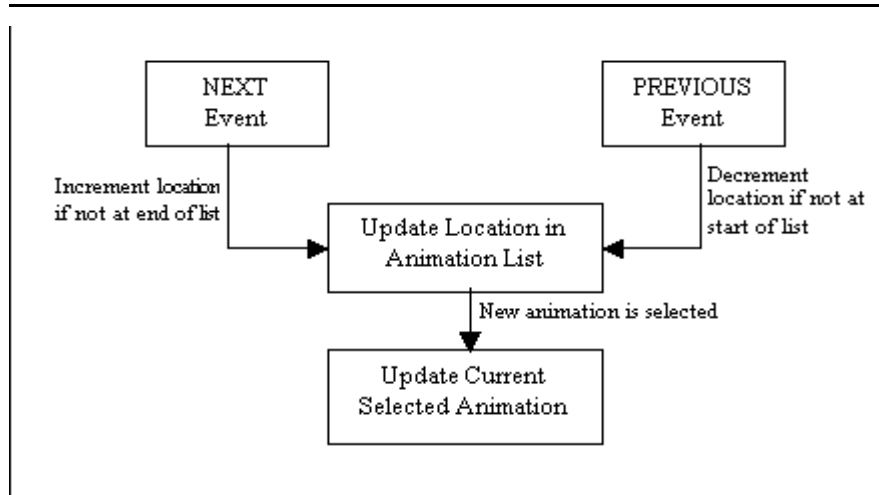 NEXT
Event
PREVIOUS
Event
Increment location
if not at end of list
Decrement
location if not at
start of list
Update Location in
Animation List
New animation is selected
Update Current
Selected Animation